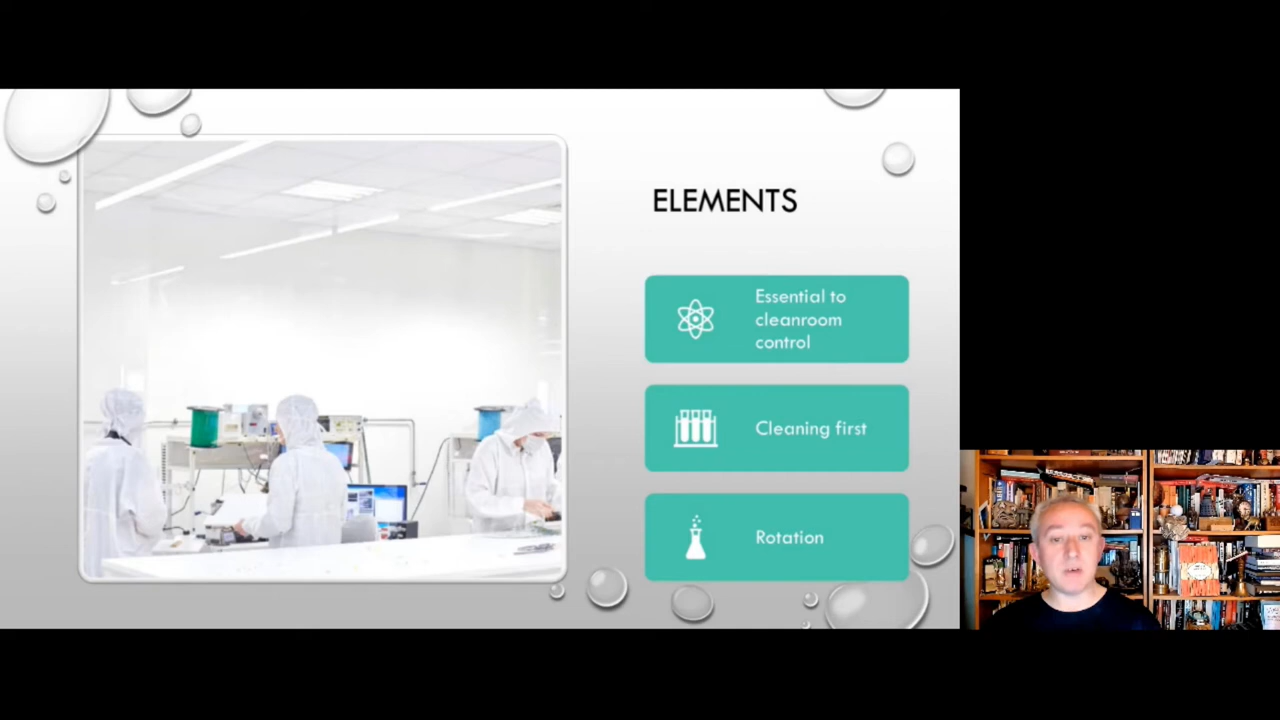 ELEMENTS
Essential to
cleanroom
control
Cleaning first
Rotation